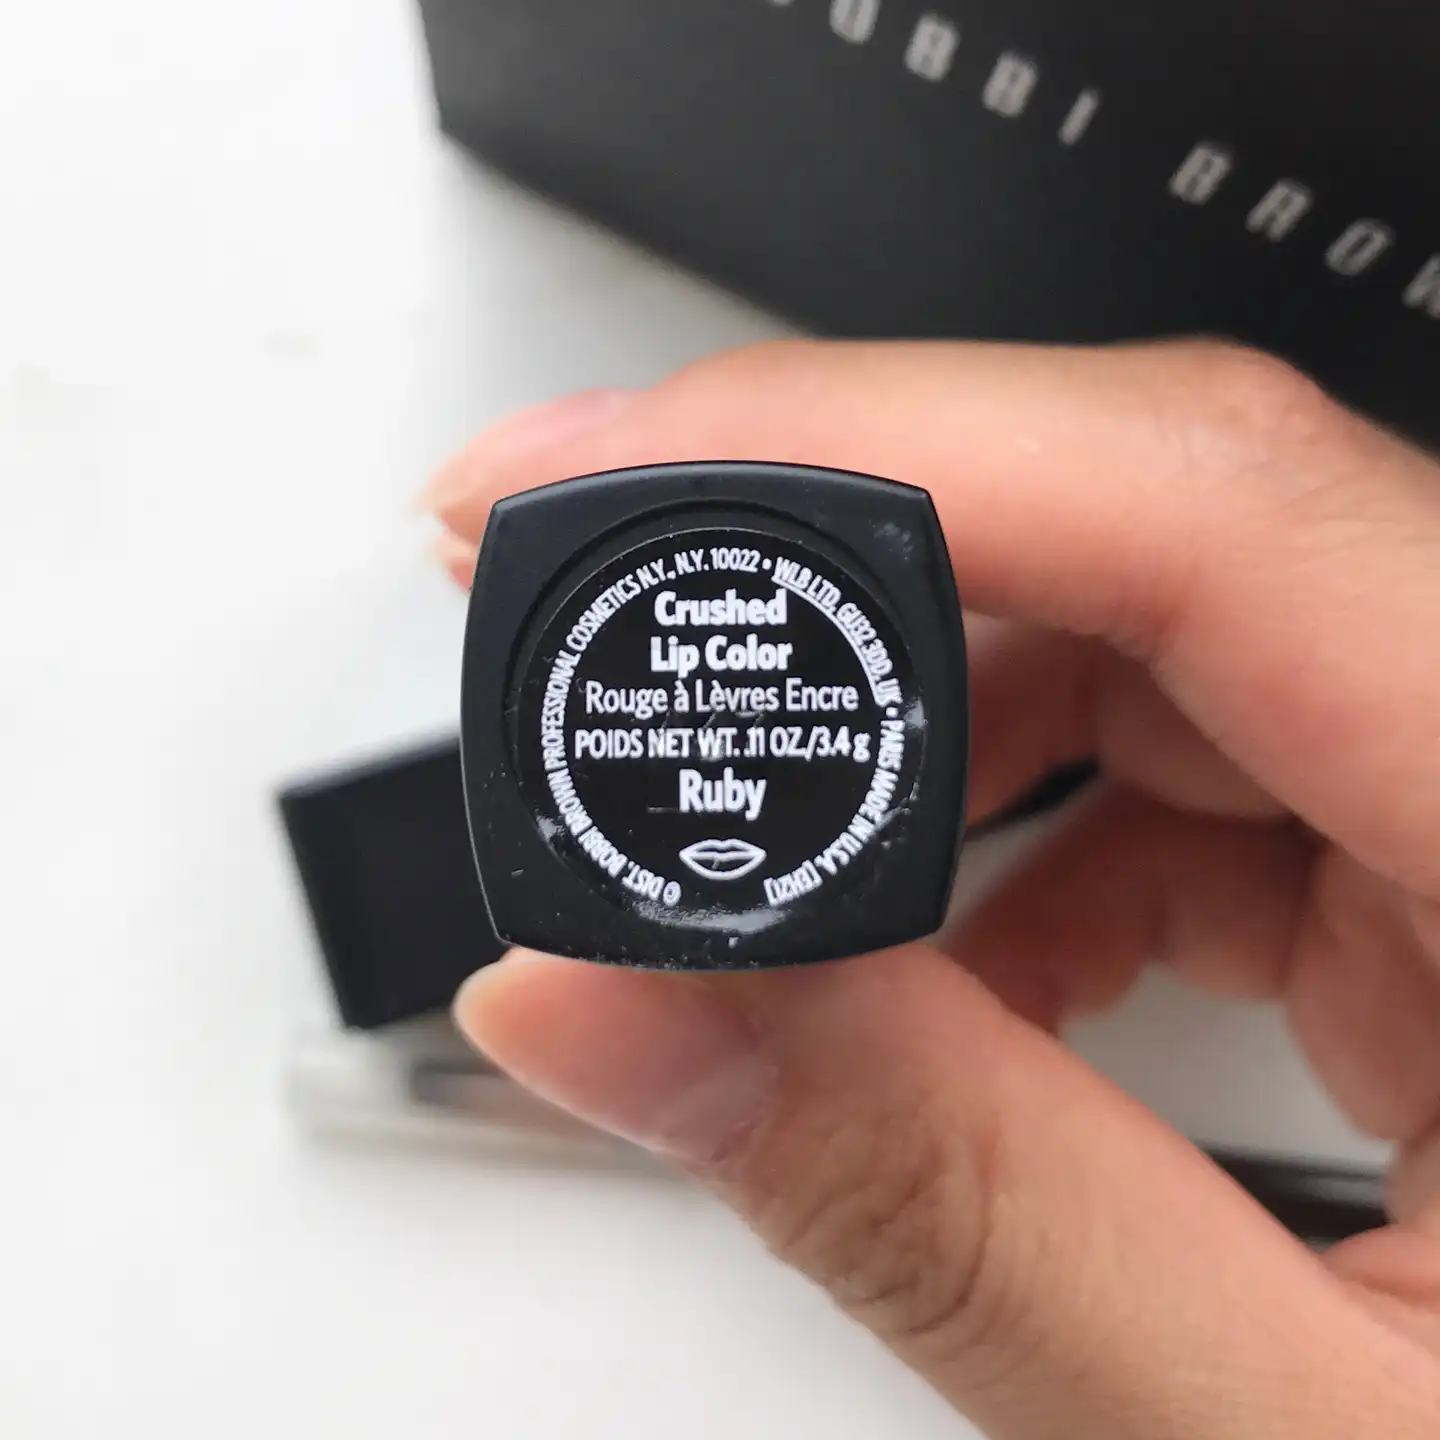 BOBBI BROW
Crushed
Lip Color
Rouge à Lèvres Encre
POIDS NET WT. .11 OZ./3.4 g
Ruby
© DIST. BOBBI BROWN PROFESSIONAL COSMETICS N.Y., N.Y. 10022 • WLB LTD, GU32 3DD, UK • PARIS MADE IN U.S.A. [EHZ1]